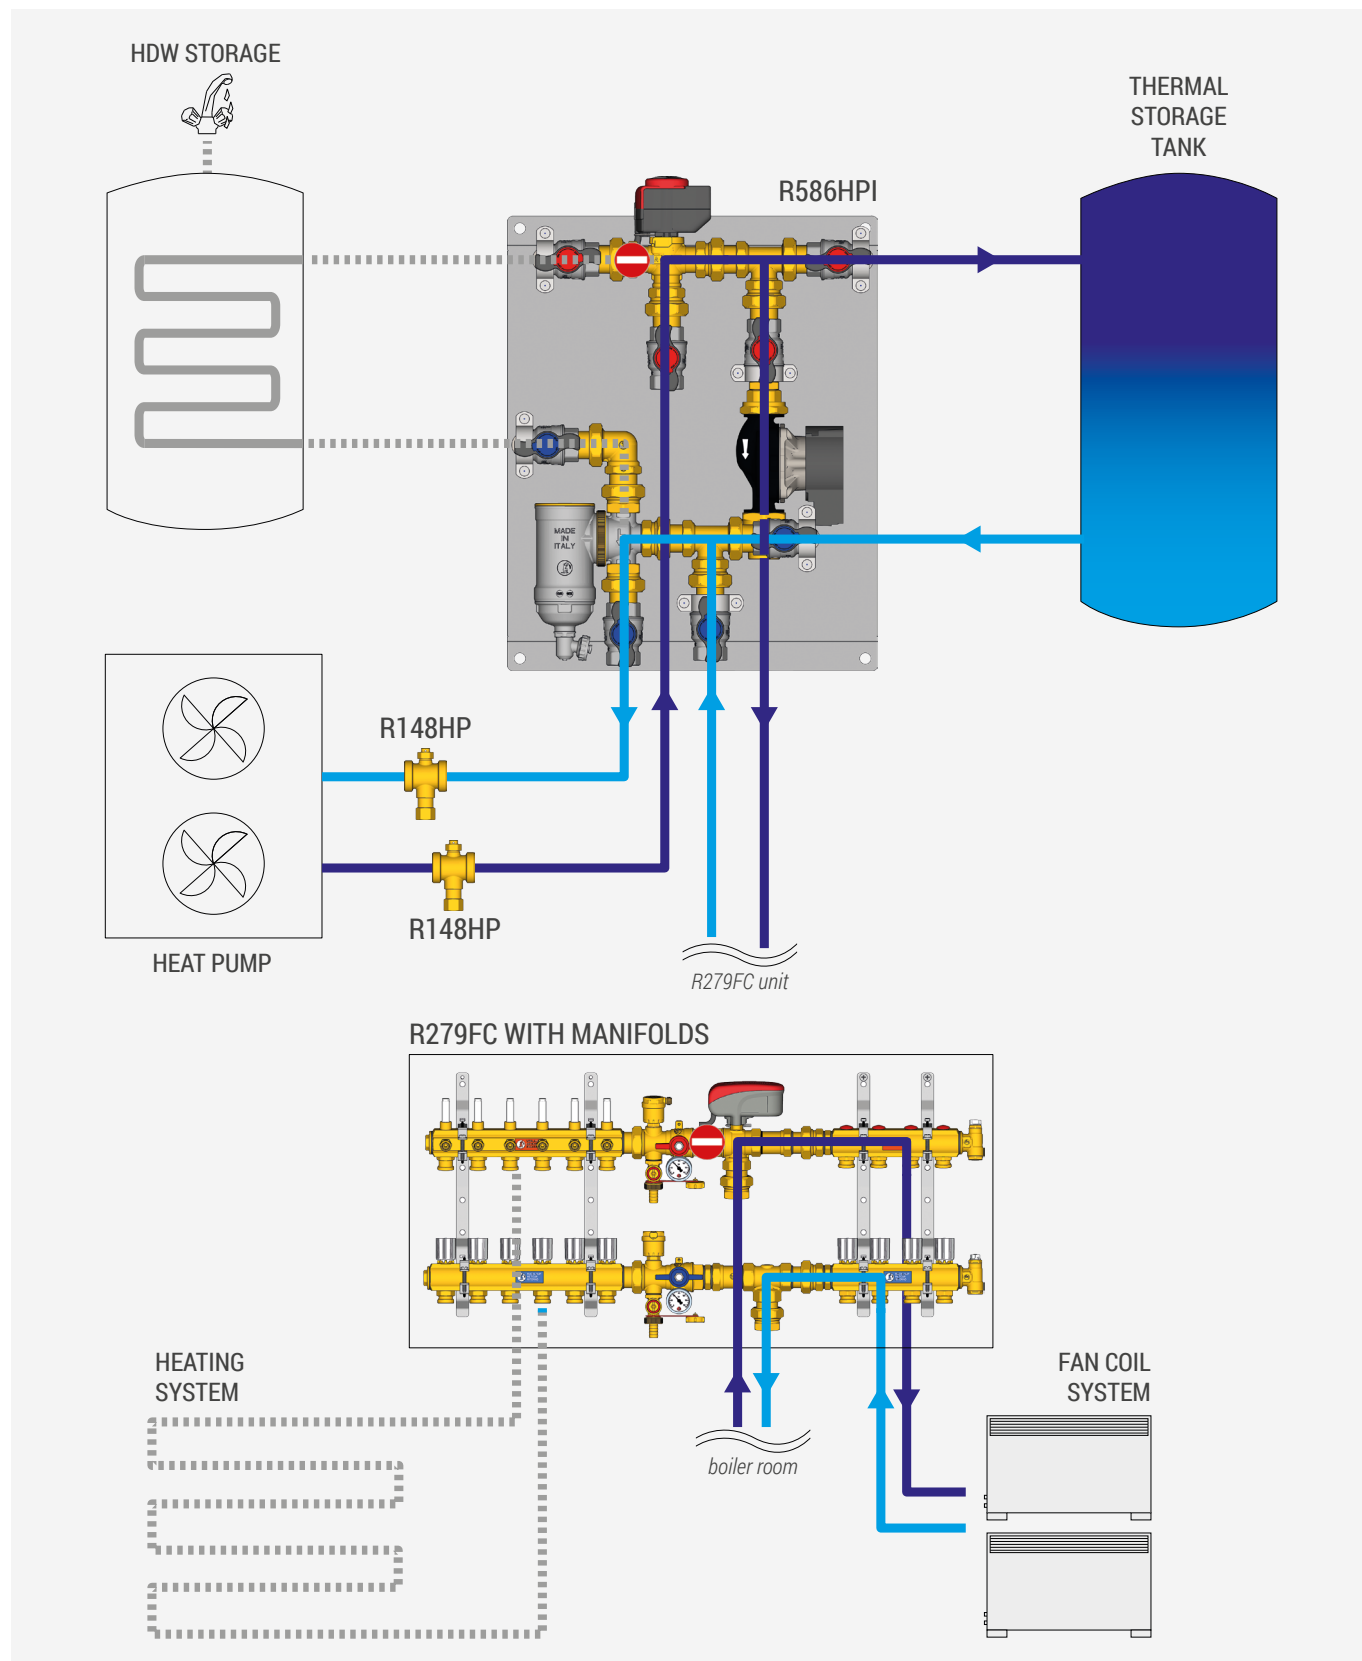 HDW STORAGE
THERMAL
STORAGE
TANK
R586HPI
MADE
IN
ITALY
R148HP
R148HP
HEAT PUMP
R279FC unit
R279FC WITH MANIFOLDS
HEATING
SYSTEM
FAN COIL
SYSTEM
boiler room